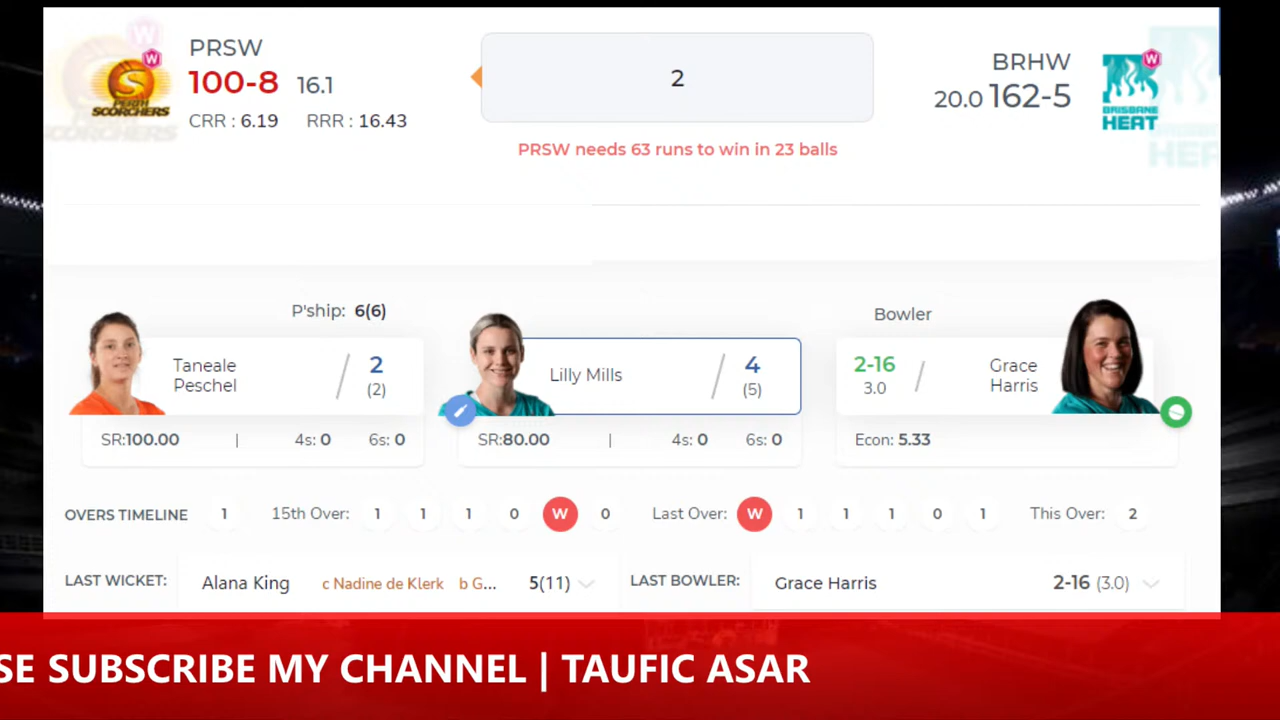 PRSW
100-8 16.1
CRR : 6.19 RRR : 16.43
2
PRSW needs 63 runs to win in 23 balls
BRHW
20.0 162-5
W
PERTH
SCORCHERS
W
BRISBANE
HEAT
P'ship: 6(6)
Bowler
Taneale
Peschel
2
(2)
Lilly Mills
4
(5)
2-16
3.0
Grace
Harris
SR:100.00 | 4s: 0 6s: 0
SR:80.00 | 4s: 0 6s: 0
Econ: 5.33
OVERS TIMELINE 1 15th Over: 1 1 1 0 W 0 Last Over: W 1 1 1 0 1 This Over: 2
LAST WICKET: Alana King c Nadine de Klerk b G... 5(11) LAST BOWLER: Grace Harris 2-16 (3.0)
SE SUBSCRIBE MY CHANNEL | TAUFIC ASAR